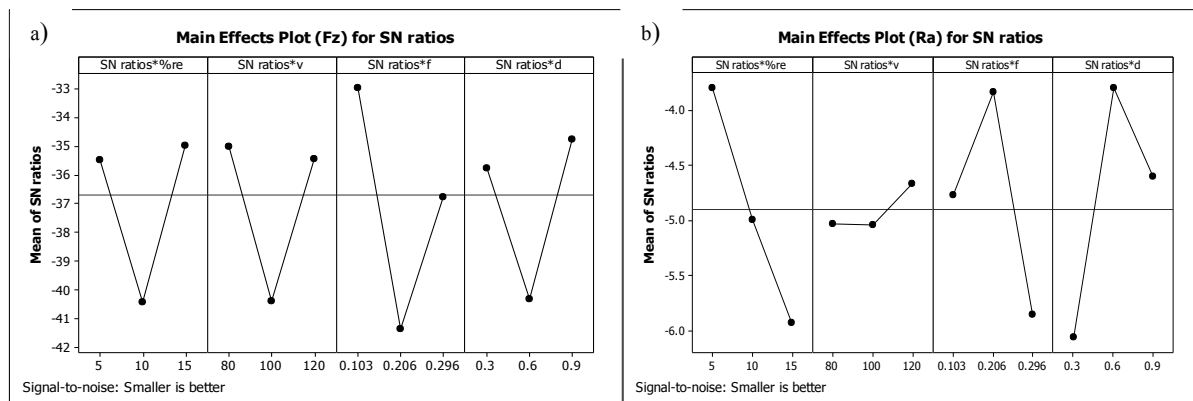 a)
Main Effects Plot (Fz) for SN ratios
SN ratios*%re SN ratios*v SN ratios*f SN ratios*d
Mean of SN ratios
-33
-34
-35
-36
-37
-38
-39
-40
-41
-42
5 10 15 80 100 120 0.103 0.206 0.296 0.3 0.6 0.9
Signal-to-noise: Smaller is better
b)
Main Effects Plot (Ra) for SN ratios
SN ratios*%re SN ratios*v SN ratios*f SN ratios*d
Mean of SN ratios
-4.0
-4.5
-5.0
-5.5
-6.0
5 10 15 80 100 120 0.103 0.206 0.296 0.3 0.6 0.9
Signal-to-noise: Smaller is better